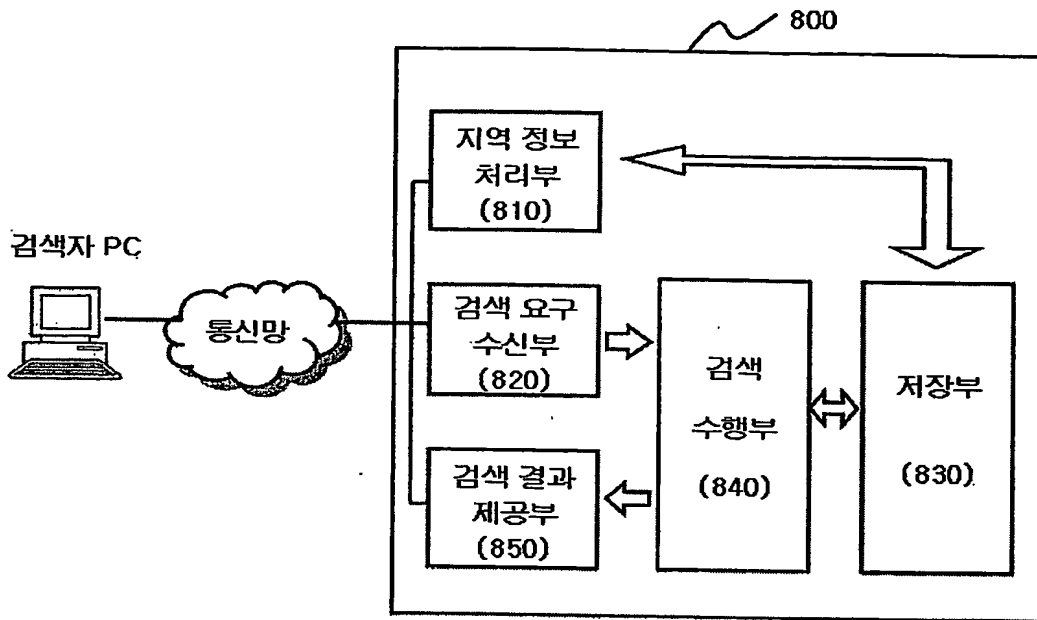 800
지역 정보
처리부
(810)
검색자 PC
통신망
검색 요구
수신부
(820)
검색
수행부
(840)
저장부
(830)
검색 결과
제공부
(850)